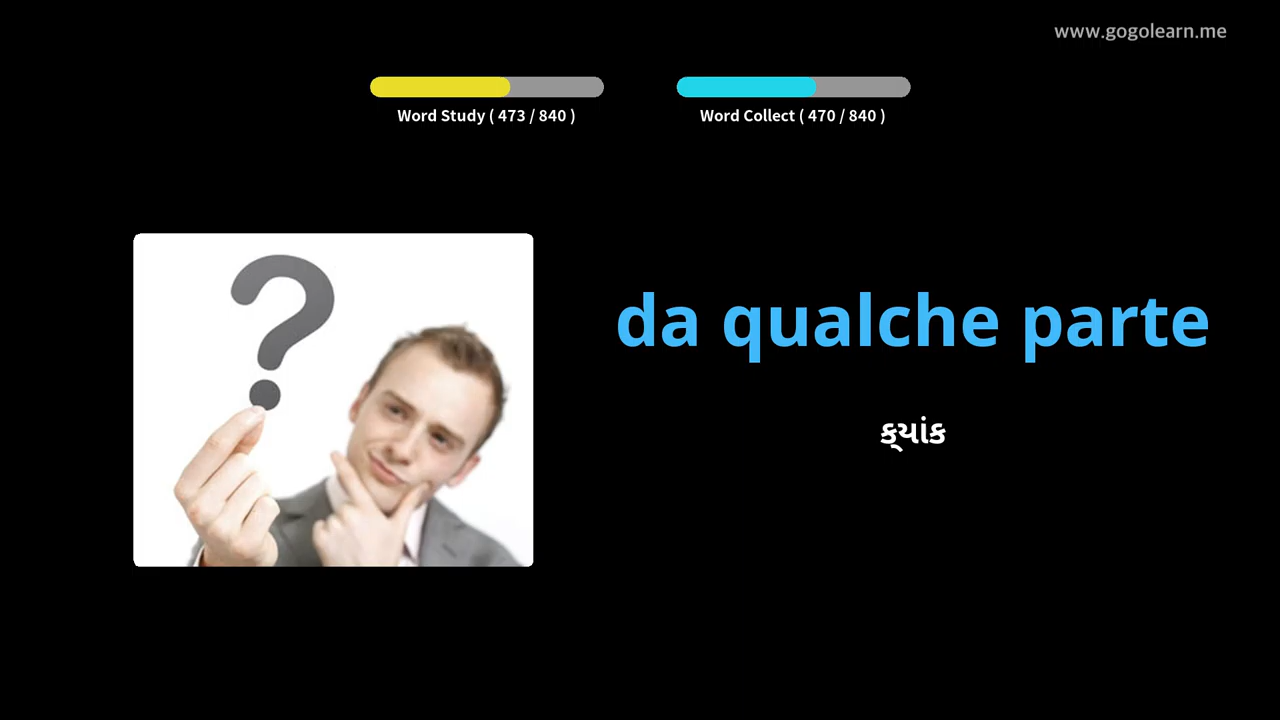 www.gogolearn.me
Word Study ( 473 / 840 )
Word Collect ( 470 / 840 )
da qualche parte
ક્યાંક